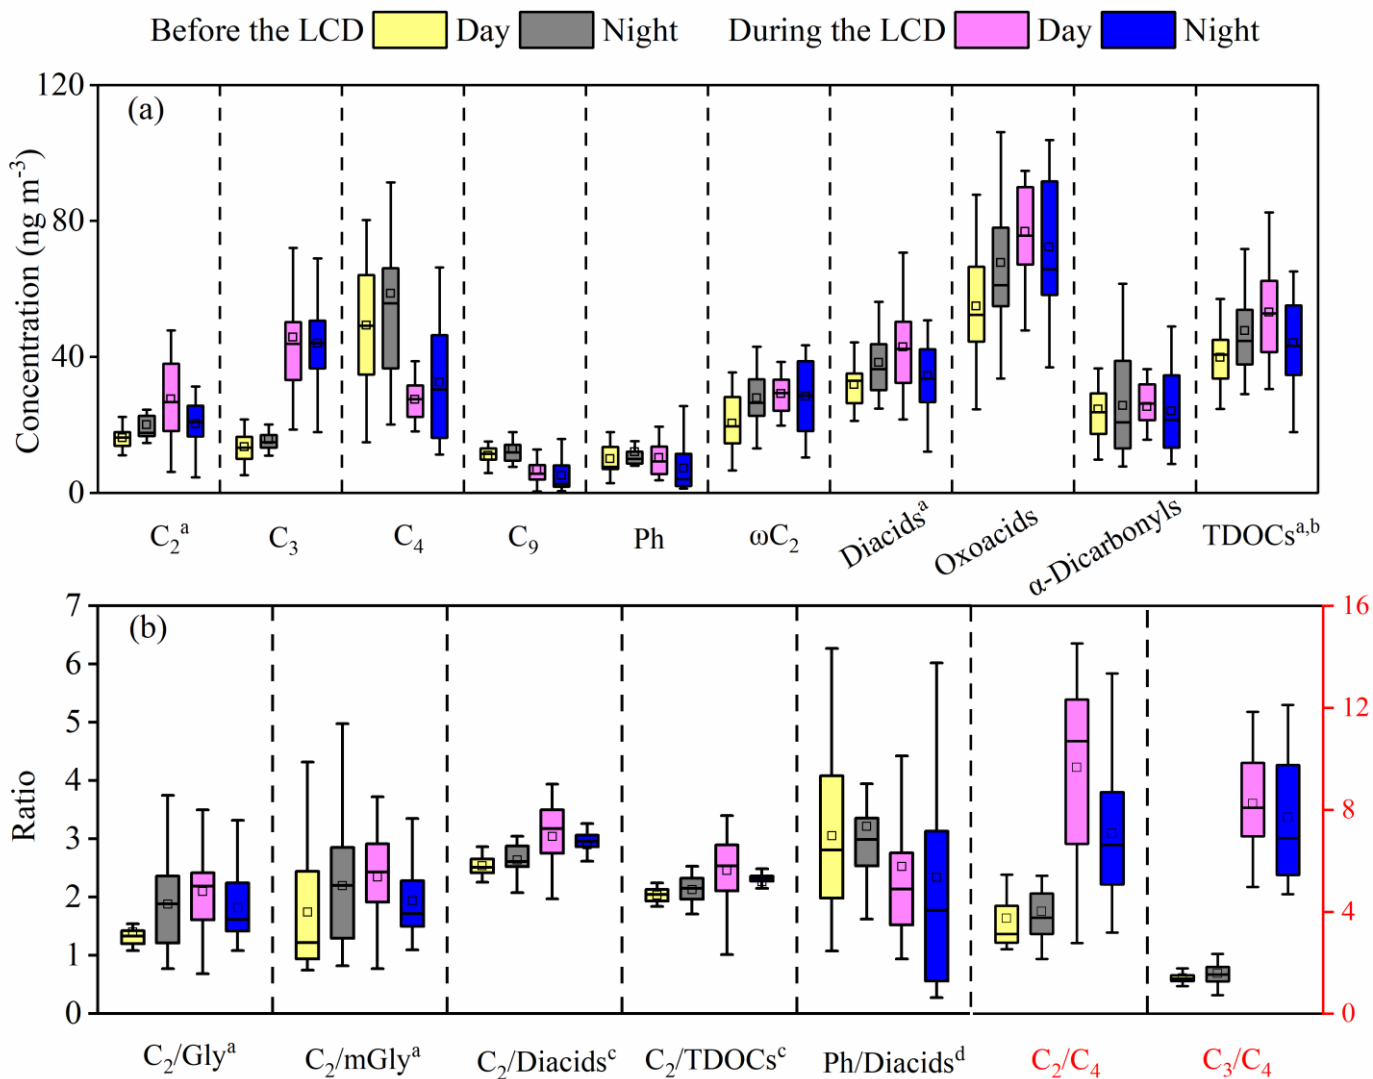 Before the LCD Day Night During the LCD Day Night
(a)
Concentration (ng m⁻³)
120
80
40
0
C₂ᵃ C₃ C₄ C₉ Ph ωC₂ Diacidsᵃ Oxoacids α-Dicarbonyls TDOCsᵃ,ᵇ
(b)
Ratio
7
6
5
4
3
2
1
0
16
12
8
4
0
C₂/Glyᵃ C₂/mGlyᵃ C₂/Diacidsᶜ C₂/TDOCsᶜ Ph/Diacidsᵈ C₂/C₄ C₃/C₄